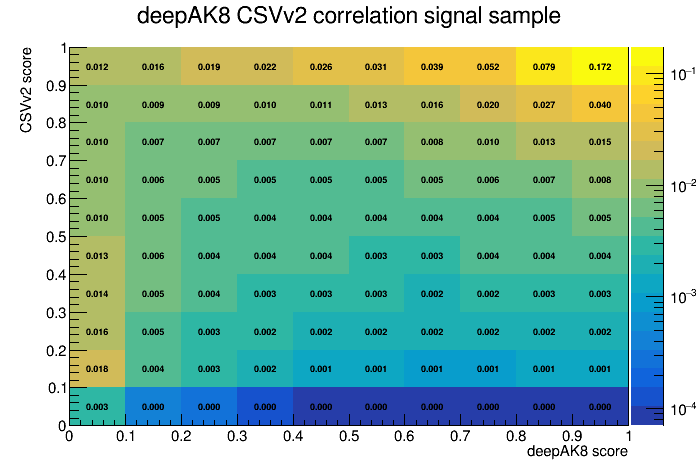 deepAK8 CSVv2 correlation signal sample
CSVv2 score
1
0.012 0.016 0.019 0.022 0.026 0.031 0.039 0.052 0.079 0.172
10⁻¹
0.9
0.010 0.009 0.009 0.010 0.011 0.013 0.016 0.020 0.027 0.040
0.8
0.010 0.007 0.007 0.007 0.007 0.007 0.008 0.010 0.013 0.015
0.7
0.010 0.006 0.005 0.005 0.005 0.005 0.005 0.006 0.007 0.008
10⁻²
0.6
0.010 0.005 0.005 0.004 0.004 0.004 0.004 0.004 0.005 0.005
0.5
0.013 0.006 0.004 0.004 0.004 0.003 0.003 0.004 0.004 0.004
0.4
0.014 0.005 0.004 0.003 0.003 0.003 0.002 0.003 0.003 0.003
10⁻³
0.3
0.016 0.005 0.003 0.002 0.002 0.002 0.002 0.002 0.002 0.002
0.2
0.018 0.004 0.003 0.002 0.001 0.001 0.001 0.001 0.001 0.001
0.1
0.003 0.000 0.000 0.000 0.000 0.000 0.000 0.000 0.000 0.000
10⁻⁴
0
0 0.1 0.2 0.3 0.4 0.5 0.6 0.7 0.8 0.9 1
deepAK8 score